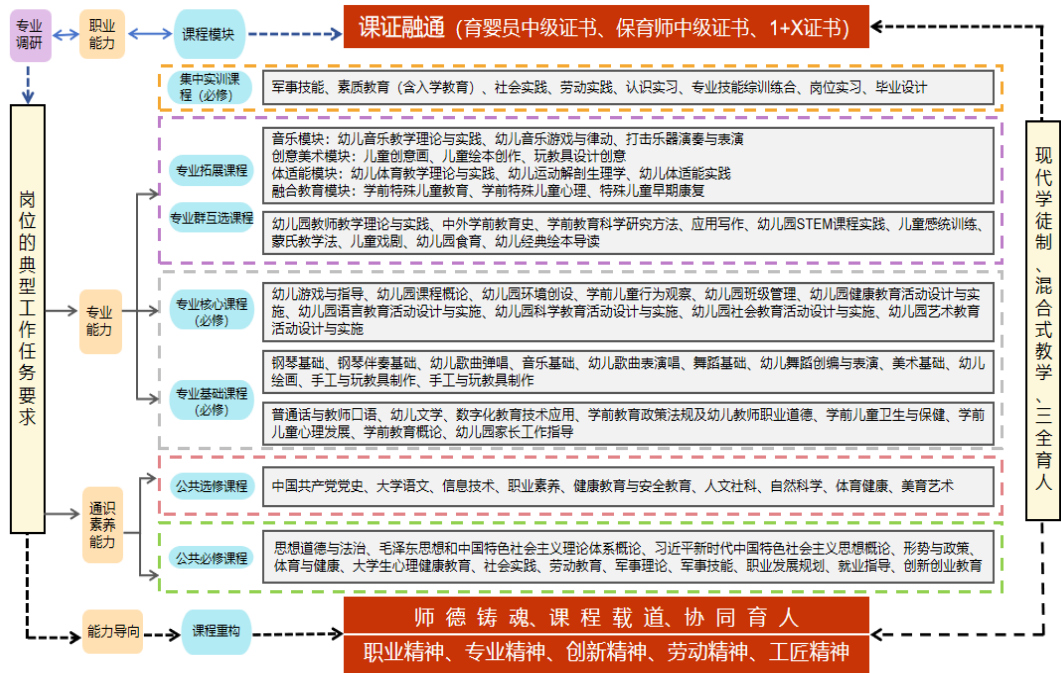 专业
调研
职业
能力
课程模块
课证融通（育婴员中级证书、保育师中级证书、1+X证书）
集中实训课
程（必修）
军事技能、素质教育（含入学教育）、社会实践、劳动实践、认识实习、专业技能综训练合、岗位实习、毕业设计
专业拓展课程
音乐模块：幼儿音乐教学理论与实践、幼儿音乐游戏与律动、打击乐器演奏与表演
创意美术模块：儿童创意画、儿童绘本创作、玩教具设计创意
体适能模块：幼儿体育教学理论与实践、幼儿运动解剖生理学、幼儿体适能实践
融合教育模块：学前特殊儿童教育、学前特殊儿童心理、特殊儿童早期康复
专业群互选课程
幼儿园教师教学理论与实践、中外学前教育史、学前教育科学研究方法、应用写作、幼儿园STEM课程实践、儿童感统训练、
蒙氏教学法、儿童戏剧、幼儿园食育、幼儿经典绘本导读
岗位的典型工作任务要求
专业
能力
专业核心课程
（必修）
幼儿游戏与指导、幼儿园课程概论、幼儿园环境创设、学前儿童行为观察、幼儿园班级管理、幼儿园健康教育活动设计与实
施、幼儿园语言教育活动设计与实施、幼儿园科学教育活动设计与实施、幼儿园社会教育活动设计与实施、幼儿园艺术教育
活动设计与实施
专业基础课程
（必修）
钢琴基础、钢琴伴奏基础、幼儿歌曲弹唱、音乐基础、幼儿歌曲表演唱、舞蹈基础、幼儿舞蹈创编与表演、美术基础、幼儿
绘画、手工与玩教具制作、手工与玩教具制作
普通话与教师口语、幼儿文学、数字化教育技术应用、学前教育政策法规及幼儿教师职业道德、学前儿童卫生与保健、学前
儿童心理发展、学前教育概论、幼儿园家长工作指导
通识
素养
能力
公共选修课程
中国共产党党史、大学语文、信息技术、职业素养、健康教育与安全教育、人文社科、自然科学、体育健康、美育艺术
公共必修课程
思想道德与法治、毛泽东思想和中国特色社会主义理论体系概论、习近平新时代中国特色社会主义思想概论、形势与政策、
体育与健康、大学生心理健康教育、社会实践、劳动教育、军事理论、军事技能、职业发展规划、就业指导、创新创业教育
现代学徒制、混合式教学、三全育人
能力导向
课程重构
师德铸魂、课程载道、协同育人
职业精神、专业精神、创新精神、劳动精神、工匠精神